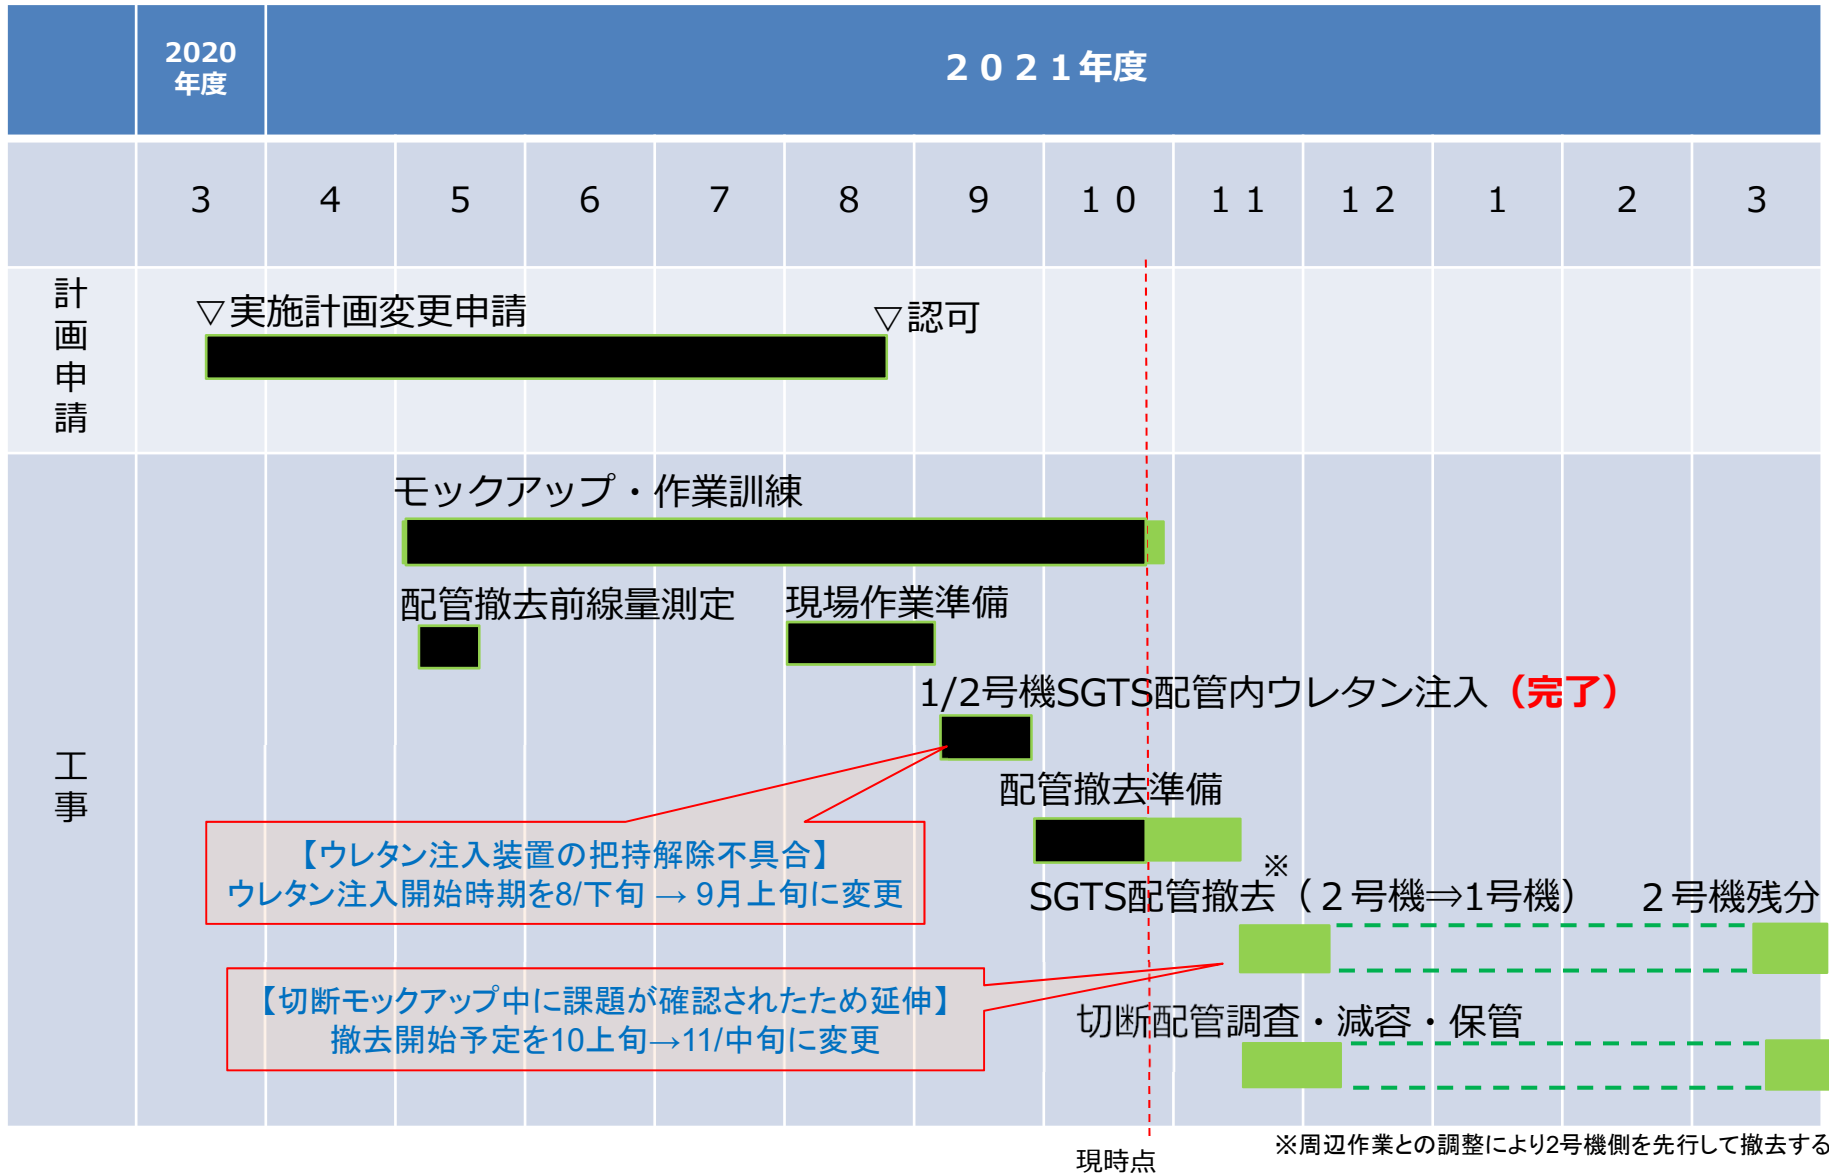 2020
年度
２０２１年度
3
4
5
6
7
8
9
１０
１１
１２
1
2
3
計画申請
▽実施計画変更申請
▽認可
工事
モックアップ・作業訓練
配管撤去前線量測定
現場作業準備
1/2号機SGTS配管内ウレタン注入（完了）
配管撤去準備
【ウレタン注入装置の把持解除不具合】
ウレタン注入開始時期を8/下旬 → 9月上旬に変更
SGTS配管撤去※（２号機⇒1号機）
２号機残分
【切断モックアップ中に課題が確認されたため延伸】
撤去開始予定を10上旬→11/中旬に変更
切断配管調査・減容・保管
現時点
※周辺作業との調整により2号機側を先行して撤去する